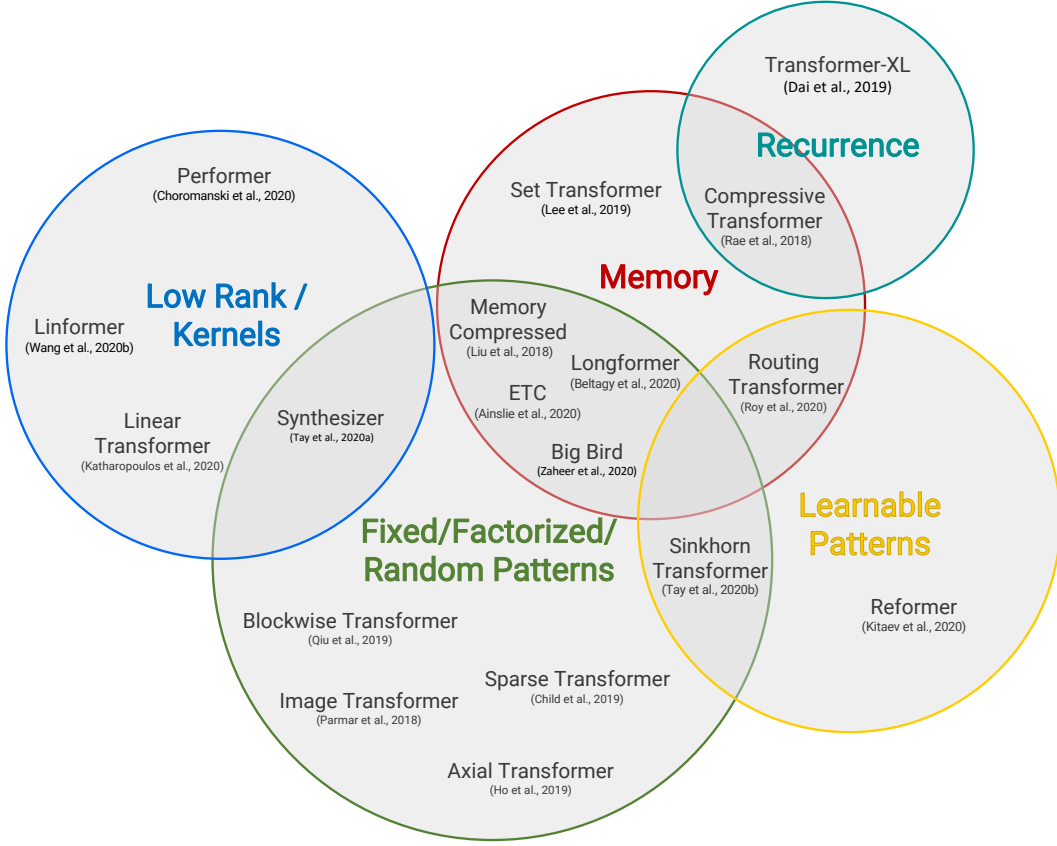 Transformer-XL
(Dai et al., 2019)
Recurrence
Compressive
Transformer
(Rae et al., 2018)
Set Transformer
(Lee et al., 2019)
Memory
Performer
(Choromanski et al., 2020)
Low Rank /
Kernels
Linformer
(Wang et al., 2020b)
Linear
Transformer
(Katharopoulos et al., 2020)
Synthesizer
(Tay et al., 2020a)
Memory
Compressed
(Liu et al., 2018)
Longformer
(Beltagy et al., 2020)
ETC
(Ainslie et al., 2020)
Big Bird
(Zaheer et al., 2020)
Routing
Transformer
(Roy et al., 2020)
Learnable
Patterns
Fixed/Factorized/
Random Patterns
Sinkhorn
Transformer
(Tay et al., 2020b)
Reformer
(Kitaev et al., 2020)
Blockwise Transformer
(Qiu et al., 2019)
Sparse Transformer
(Child et al., 2019)
Image Transformer
(Parmar et al., 2018)
Axial Transformer
(Ho et al., 2019)